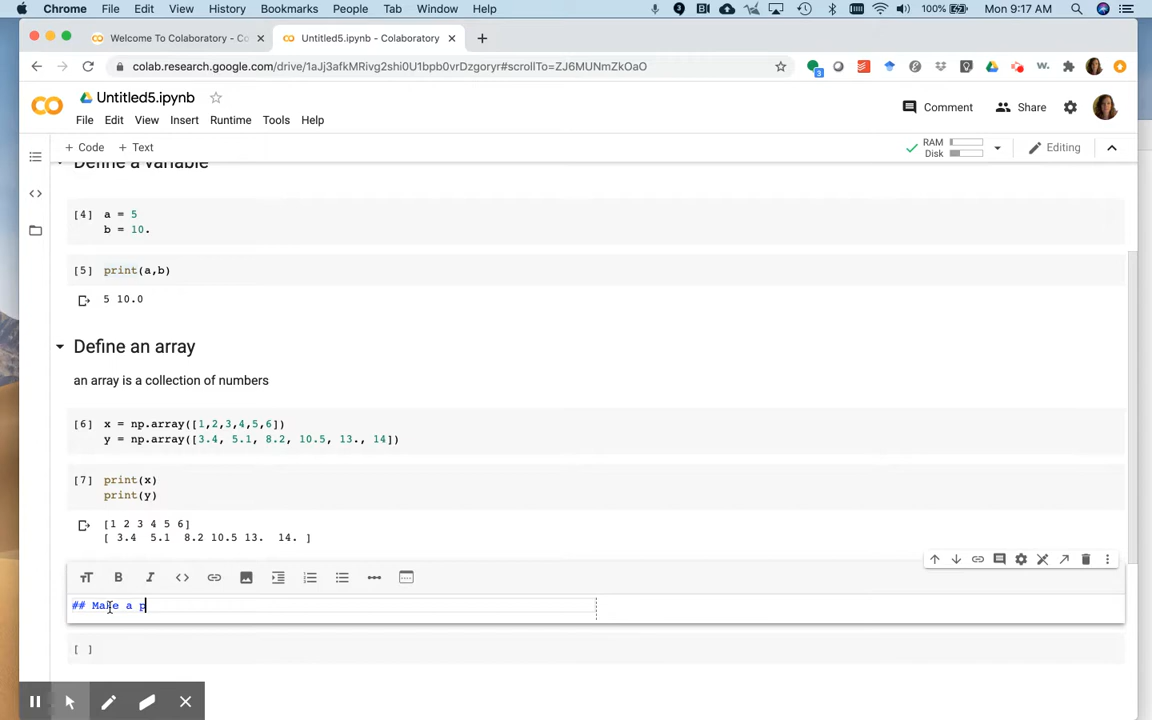 Chrome File Edit View History Bookmarks People Tab Window Help 100% Mon 9:17 AM
Welcome To Colaboratory - Co Untitled5.ipynb - Colaboratory
colab.research.google.com/drive/1aJj3afkMRivg2shi0U1bpb0vrDzgoryr#scrollTo=ZJ6MUNmZkOaO
Untitled5.ipynb
Comment Share
File Edit View Insert Runtime Tools Help
+ Code + Text RAM Disk Editing
Define a variable
[4] a = 5
b = 10.
[5] print(a,b)
5 10.0
Define an array
an array is a collection of numbers
[6] x = np.array([1,2,3,4,5,6])
y = np.array([3.4, 5.1, 8.2, 10.5, 13., 14])
[7] print(x)
print(y)
[1 2 3 4 5 6]
[ 3.4 5.1 8.2 10.5 13. 14. ]
## Make a p
[ ]